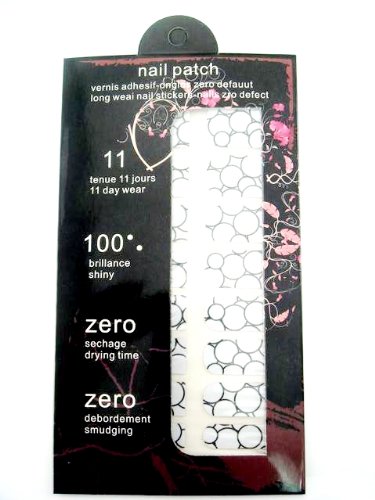 nail patch
vernis adhesif-ongles zero defauut
long weai nail stickers-nails zro defect
11
tenue 11 jours
11 day wear
100%
brillance
shiny
zero
sechage
drying time
zero
debordement
smudging